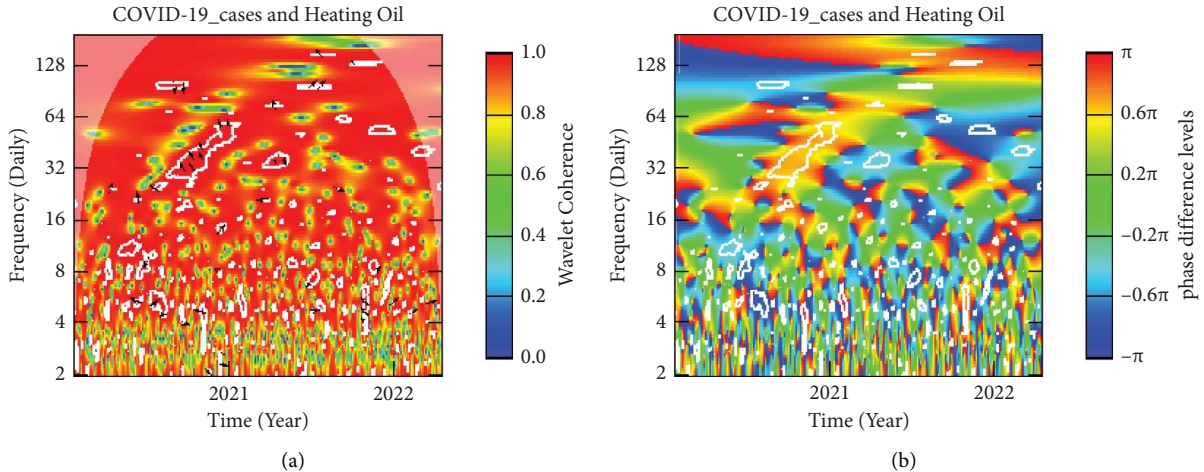 COVID-19_cases and Heating Oil
128
64
32
16
8
4
2
Frequency (Daily)
2021
2022
Time (Year)
1.0
0.8
0.6
0.4
0.2
0.0
Wavelet Coherence
(a)
COVID-19_cases and Heating Oil
128
64
32
16
8
4
2
Frequency (Daily)
2021
2022
Time (Year)
π
0.6π
0.2π
−0.2π
−0.6π
−π
phase difference levels
(b)